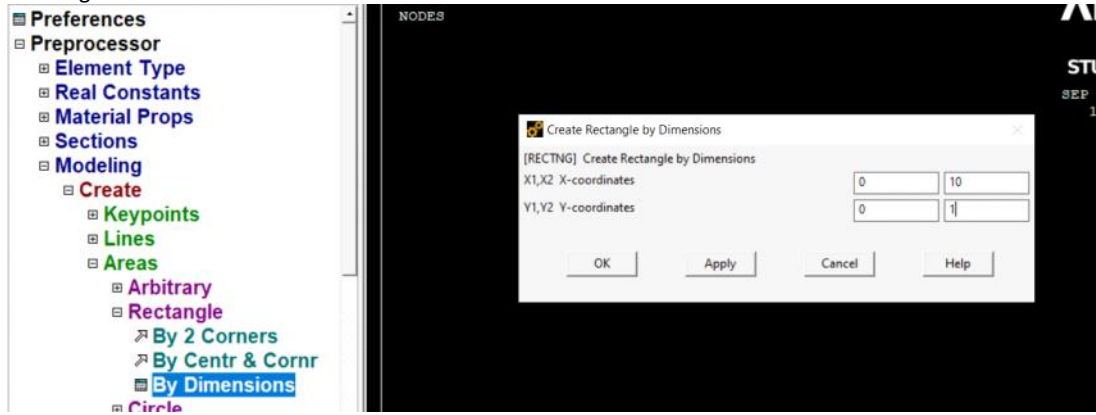 Preferences
Preprocessor
Element Type
Real Constants
Material Props
Sections
Modeling
Create
Keypoints
Lines
Areas
Arbitrary
Rectangle
By 2 Corners
By Centr & Cornr
By Dimensions
Circle
NODES
SEP
1
Create Rectangle by Dimensions
[RECTNG] Create Rectangle by Dimensions
X1,X2 X-coordinates 0 10
Y1,Y2 Y-coordinates 0 1
OK Apply Cancel Help